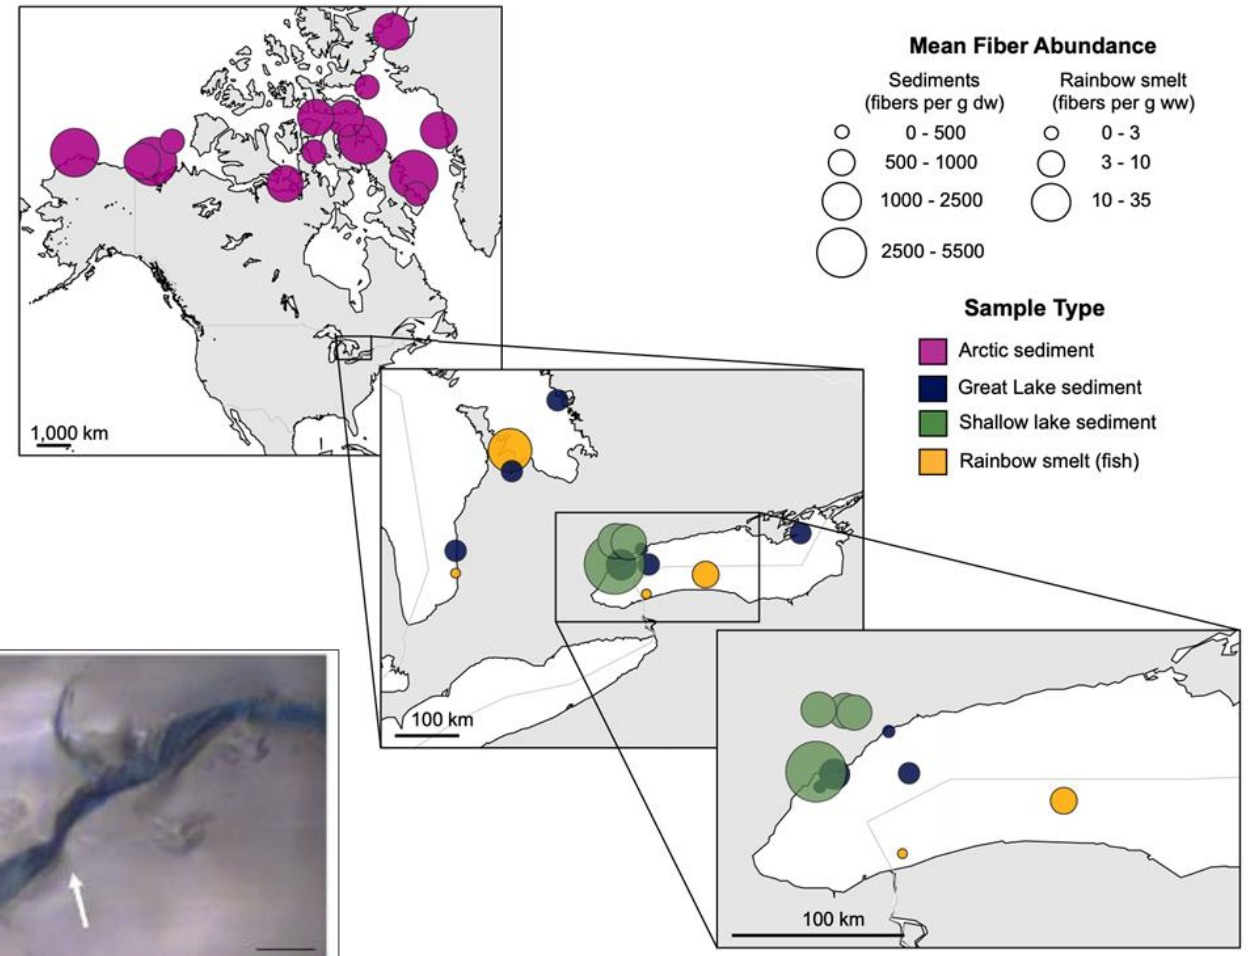 Mean Fiber Abundance
Sediments
(fibers per g dw)
Rainbow smelt
(fibers per g ww)
0 - 500
0 - 3
500 - 1000
3 - 10
1000 - 2500
10 - 35
2500 - 5500
Sample Type
Arctic sediment
Great Lake sediment
Shallow lake sediment
Rainbow smelt (fish)
1,000 km
100 km
100 km